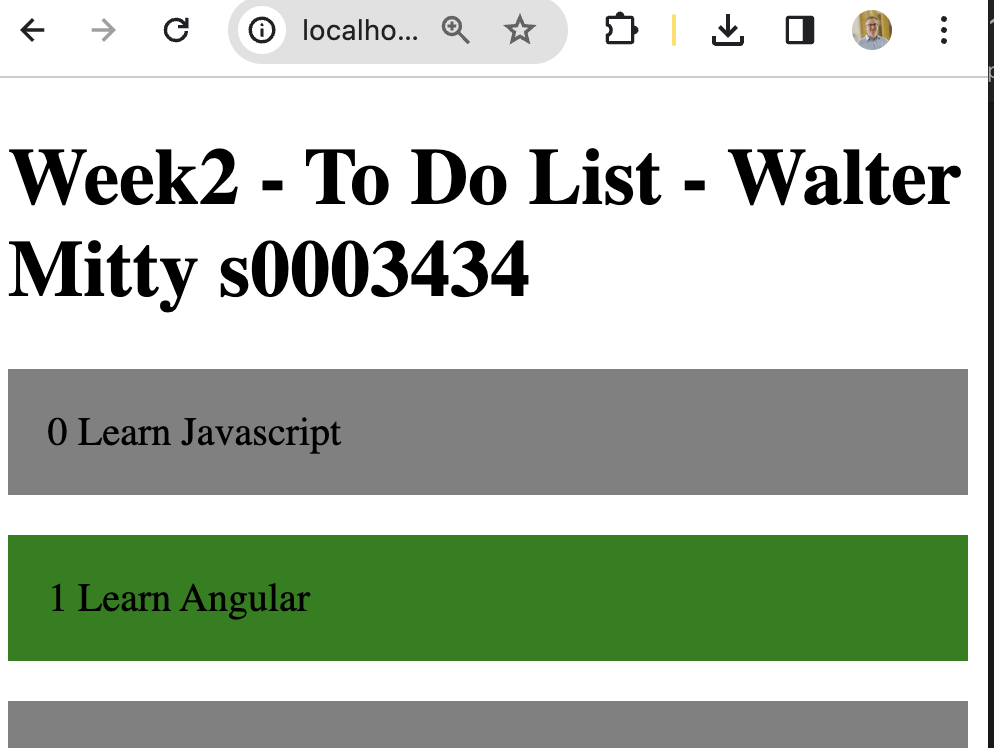 localho...
Week2 - To Do List - Walter
Mitty s0003434
0 Learn Javascript
1 Learn Angular